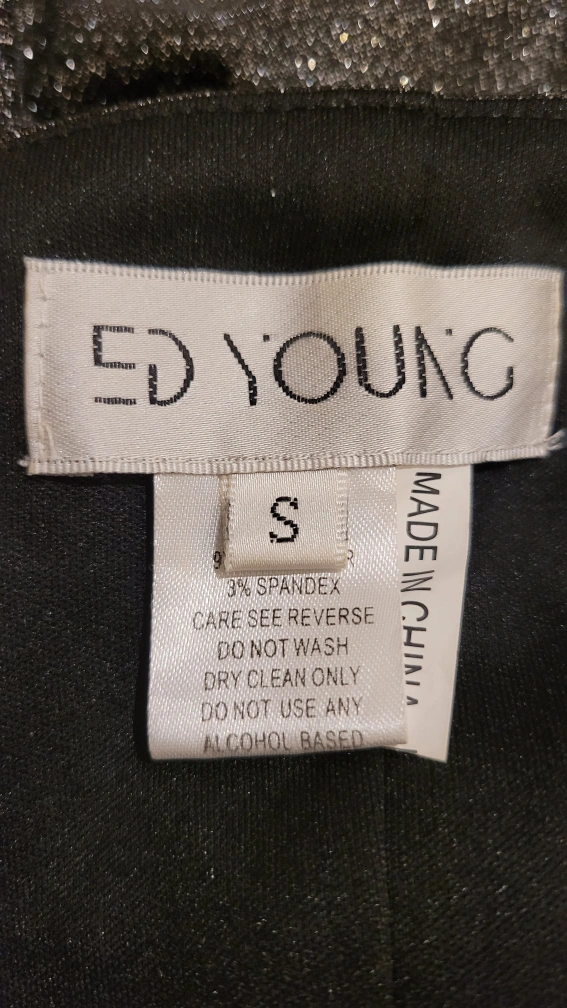 ED YOUNG
S
3% SPANDEX
CARE SEE REVERSE
DO NOT WASH
DRY CLEAN ONLY
DO NOT USE ANY
ALCOHOL BASED
MADE IN CHINA